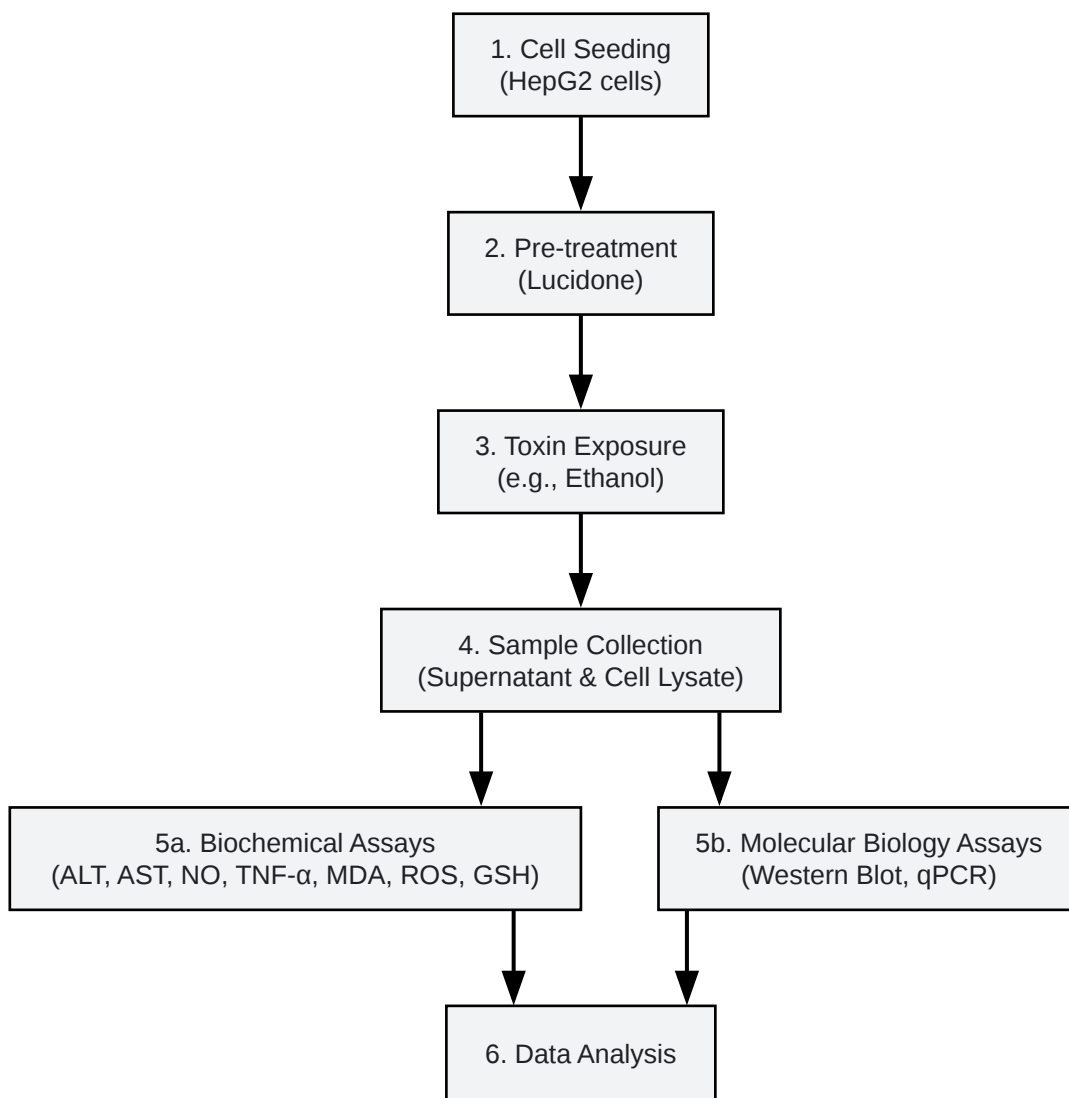 1. Cell Seeding
(HepG2 cells)
2. Pre-treatment
(Lucidone)
3. Toxin Exposure
(e.g., Ethanol)
4. Sample Collection
(Supernatant & Cell Lysate)
5a. Biochemical Assays
(ALT, AST, NO, TNF-α, MDA, ROS, GSH)
5b. Molecular Biology Assays
(Western Blot, qPCR)
6. Data Analysis